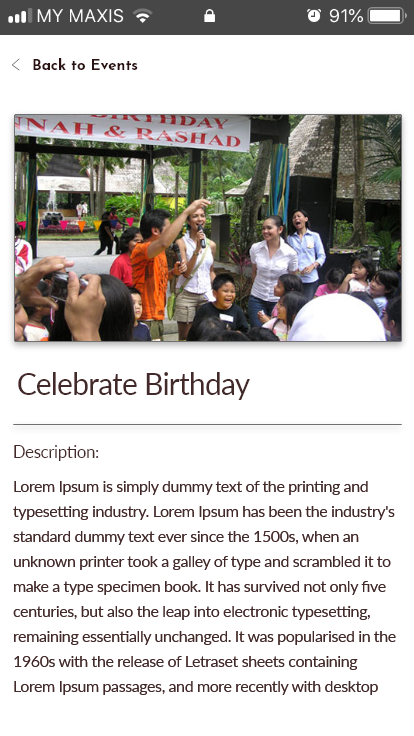 MY MAXIS 91%
Back to Events
BIRTHDAY
NNAH & RASHAD
Celebrate Birthday
Description:
Lorem Ipsum is simply dummy text of the printing and
typesetting industry. Lorem Ipsum has been the industry's
standard dummy text ever since the 1500s, when an
unknown printer took a galley of type and scrambled it to
make a type specimen book. It has survived not only five
centuries, but also the leap into electronic typesetting,
remaining essentially unchanged. It was popularised in the
1960s with the release of Letraset sheets containing
Lorem Ipsum passages, and more recently with desktop